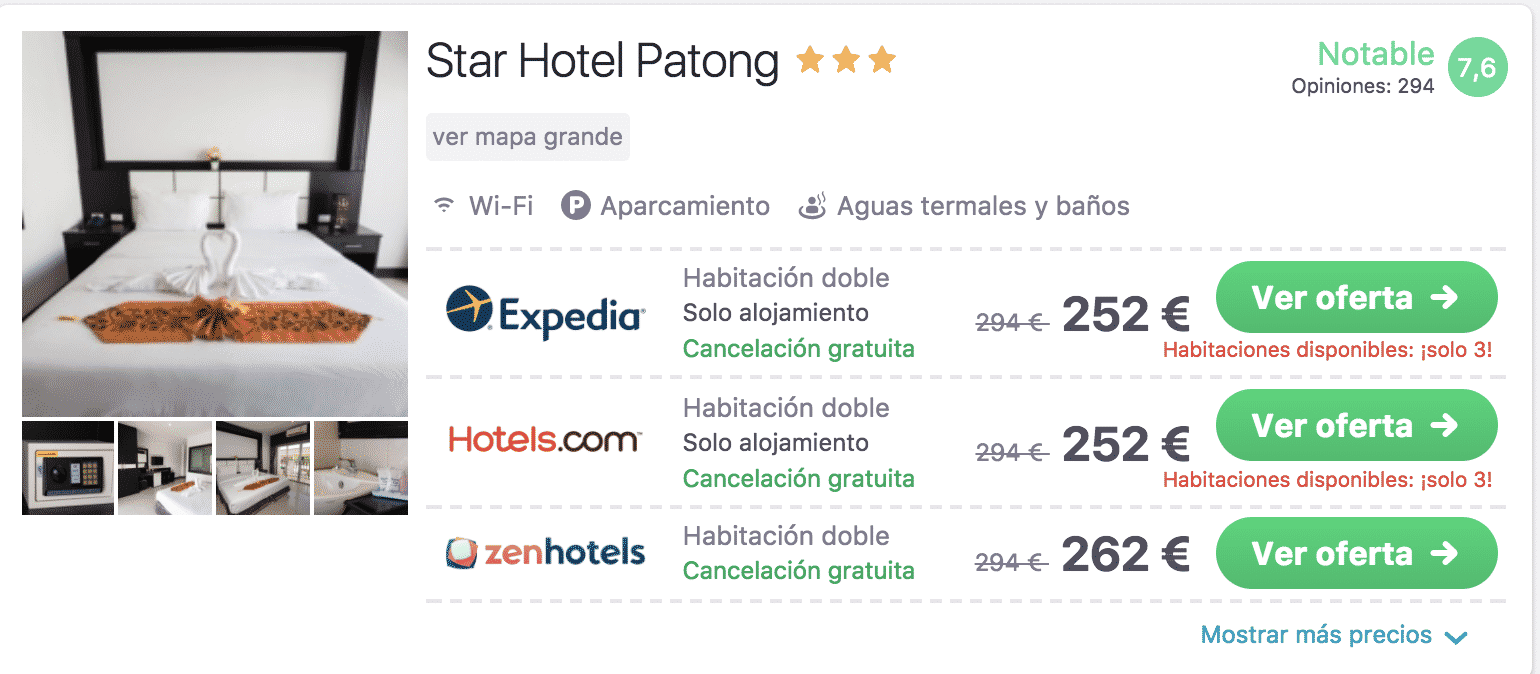 Star Hotel Patong
Notable
7,6
Opiniones: 294
ver mapa grande
Wi-Fi
P Aparcamiento
Aguas termales y baños
Expedia
Habitación doble
Solo alojamiento
Cancelación gratuita
294 € 252 €
Ver oferta →
Habitaciones disponibles: ¡solo 3!
Hotels.com™
Habitación doble
Solo alojamiento
Cancelación gratuita
294 € 252 €
Ver oferta →
Habitaciones disponibles: ¡solo 3!
zenhotels
Habitación doble
Cancelación gratuita
294 € 262 €
Ver oferta →
Mostrar más precios